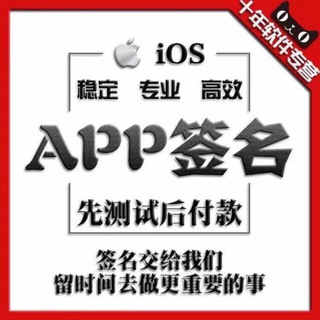 十年软件专营
iOS
稳定 专业 高效
APP签名
先测试后付款
签名交给我们
留时间去做更重要的事